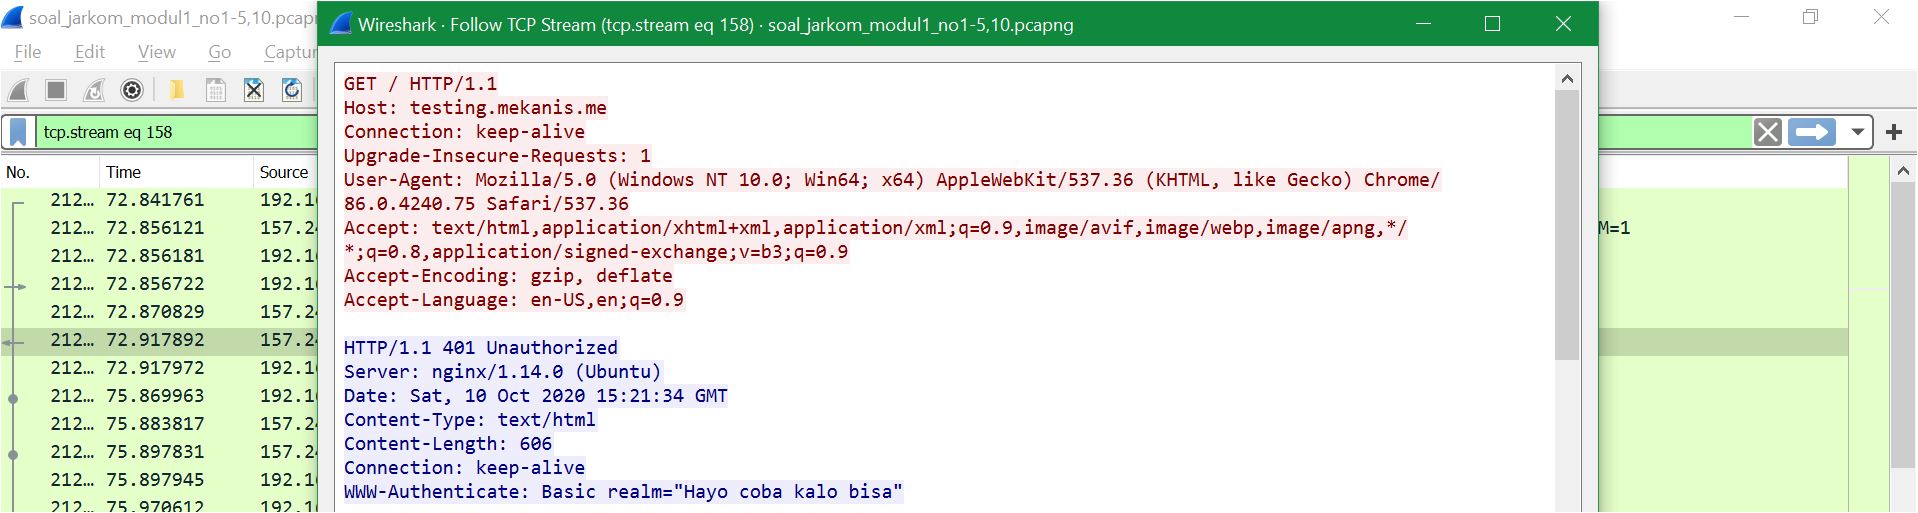 soal_jarkom_modul1_no1-5,10.pcapng
File Edit View Go Captur
tcp.stream eq 158
No. Time Source
212… 72.841761 192.1
212… 72.856121 157.2
212… 72.856181 192.1
212… 72.856722 192.1
212… 72.870829 157.2
212… 72.917892 157.2
212… 72.917972 192.1
212… 75.869963 192.1
212… 75.883817 157.2
212… 75.897831 157.2
212… 75.897945 192.1
212… 75.970612 192.1
M=1
Wireshark · Follow TCP Stream (tcp.stream eq 158) · soal_jarkom_modul1_no1-5,10.pcapng
GET / HTTP/1.1
Host: testing.mekanis.me
Connection: keep-alive
Upgrade-Insecure-Requests: 1
User-Agent: Mozilla/5.0 (Windows NT 10.0; Win64; x64) AppleWebKit/537.36 (KHTML, like Gecko) Chrome/
86.0.4240.75 Safari/537.36
Accept: text/html,application/xhtml+xml,application/xml;q=0.9,image/avif,image/webp,image/apng,*/
*;q=0.8,application/signed-exchange;v=b3;q=0.9
Accept-Encoding: gzip, deflate
Accept-Language: en-US,en;q=0.9
HTTP/1.1 401 Unauthorized
Server: nginx/1.14.0 (Ubuntu)
Date: Sat, 10 Oct 2020 15:21:34 GMT
Content-Type: text/html
Content-Length: 606
Connection: keep-alive
WWW-Authenticate: Basic realm="Hayo coba kalo bisa"